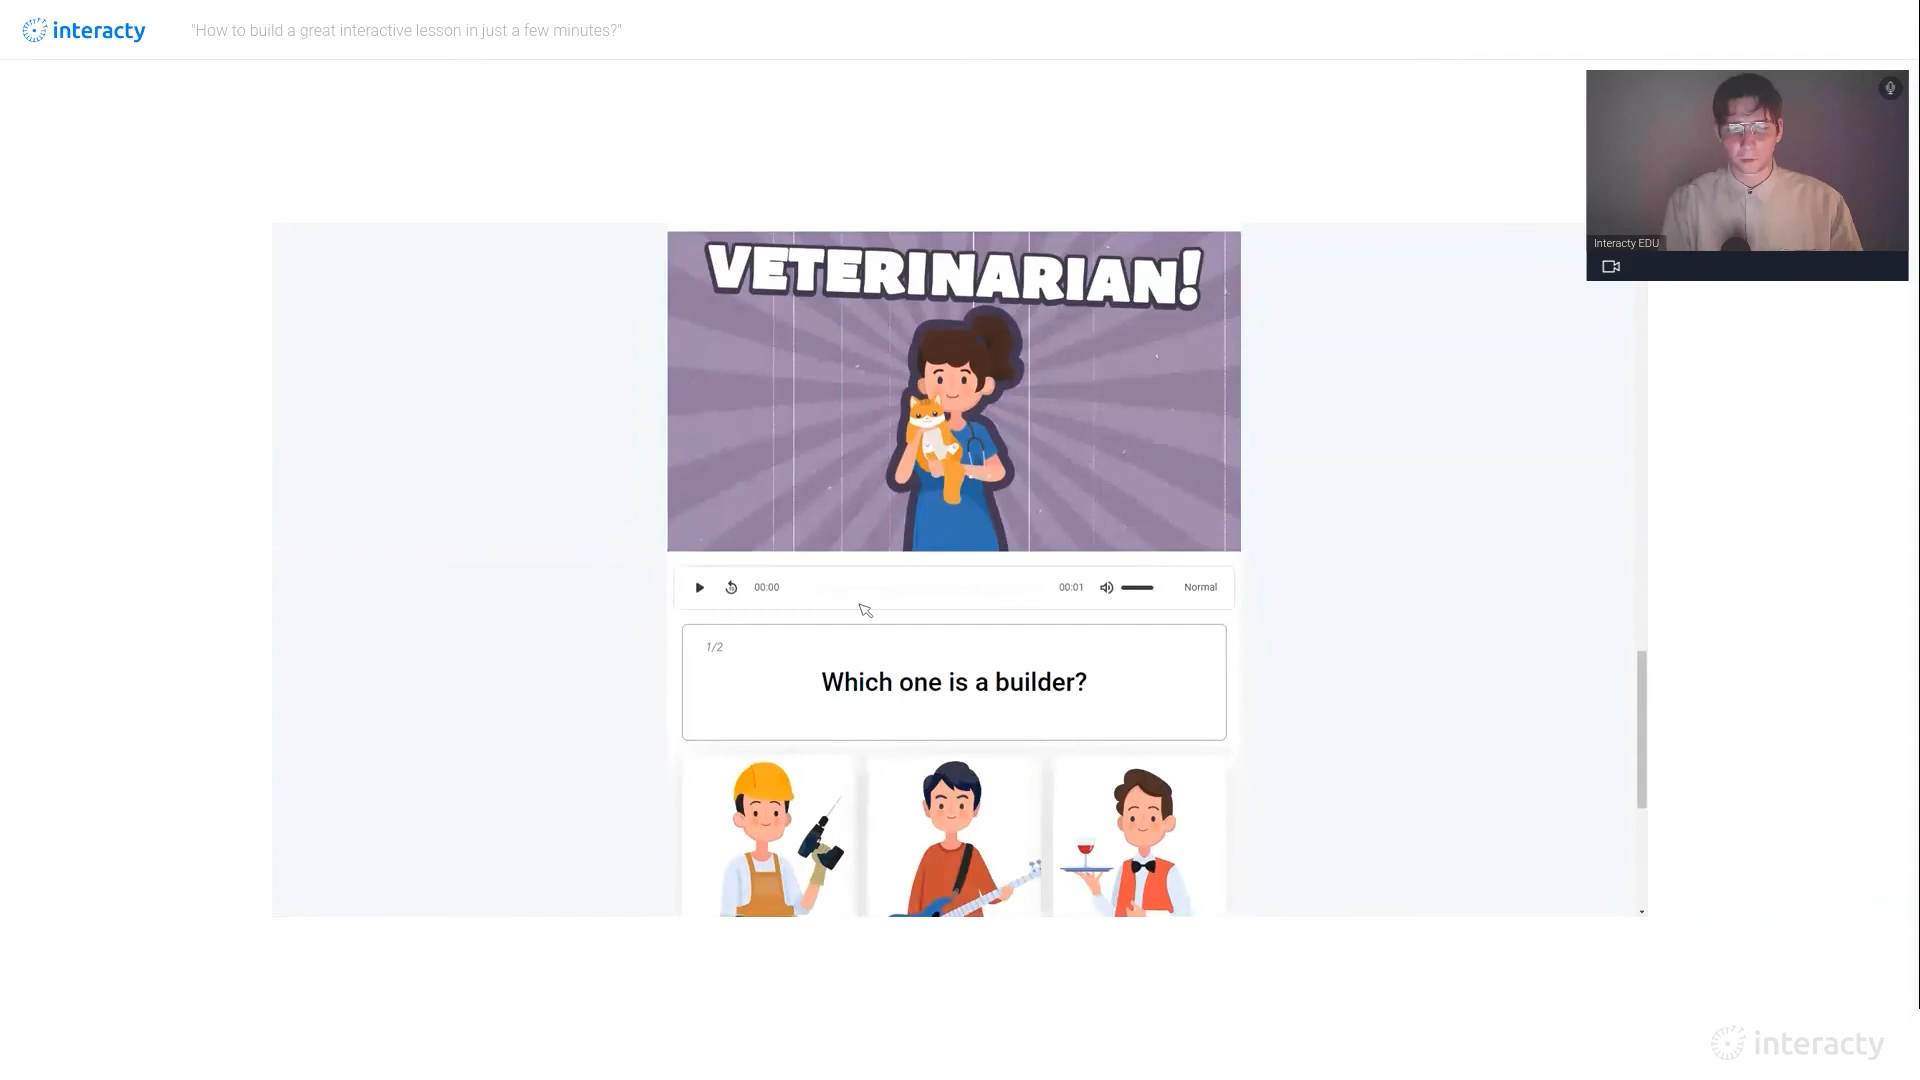 interacty
"How to build a great interactive lesson in just a few minutes?"
Interacty EDU
VETERINARIAN!
00:00
00:01
Normal
1/2
Which one is a builder?
interacty